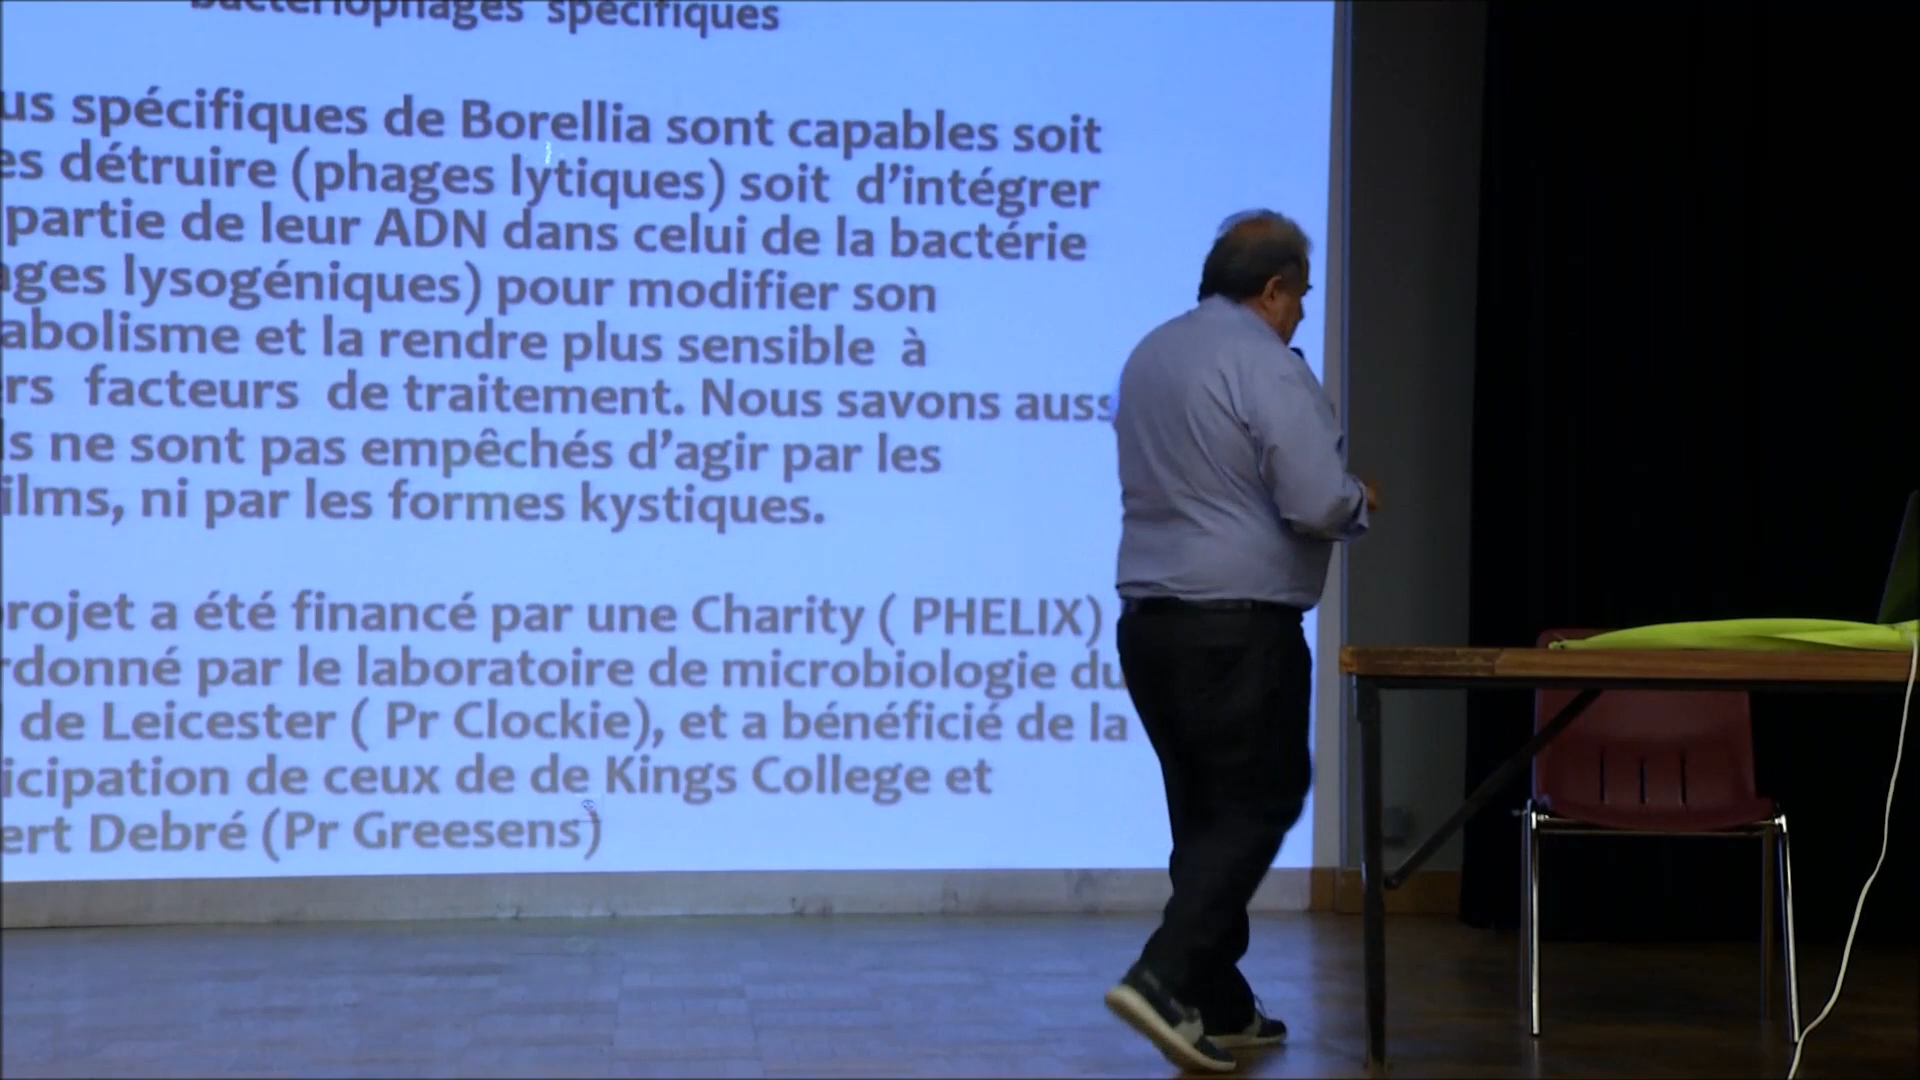 bactériophages spécifiques
us spécifiques de Borellia sont capables soit
es détruire (phages lytiques) soit d’intégrer
partie de leur ADN dans celui de la bactérie
ages lysogéniques) pour modifier son
abolisme et la rendre plus sensible à
rs facteurs de traitement. Nous savons auss
ls ne sont pas empêchés d’agir par les
ilms, ni par les formes kystiques.
rojet a été financé par une Charity ( PHELIX)
rdonné par le laboratoire de microbiologie du
de Leicester ( Pr Clockie), et a bénéficié de la
icipation de ceux de de Kings College et
ert Debré (Pr Greesens)